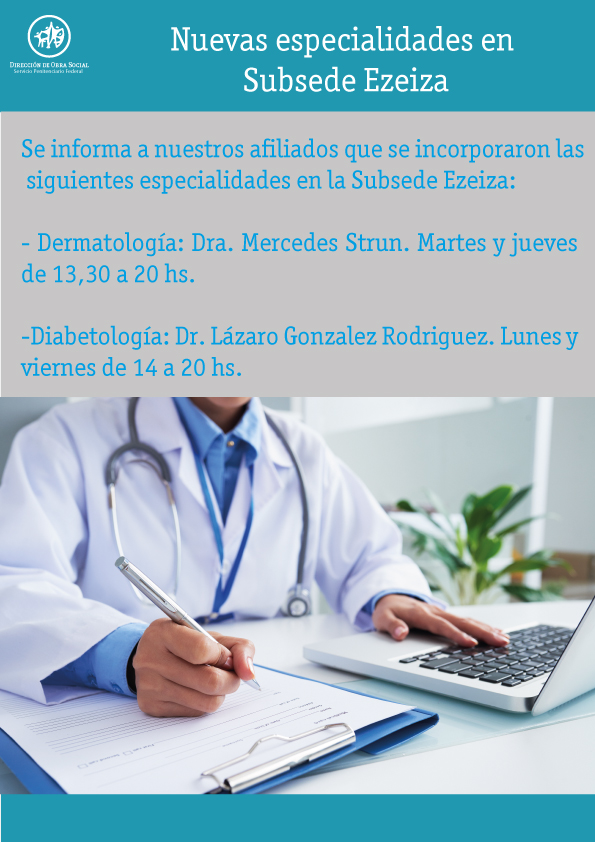 DIRECCIÓN DE OBRA SOCIAL
Servicio Penitenciario Federal
Nuevas especialidades en
Subsede Ezeiza
Se informa a nuestros afiliados que se incorporaron las
siguientes especialidades en la Subsede Ezeiza:
- Dermatología: Dra. Mercedes Strun. Martes y jueves
de 13,30 a 20 hs.
-Diabetología: Dr. Lázaro Gonzalez Rodriguez. Lunes y
viernes de 14 a 20 hs.